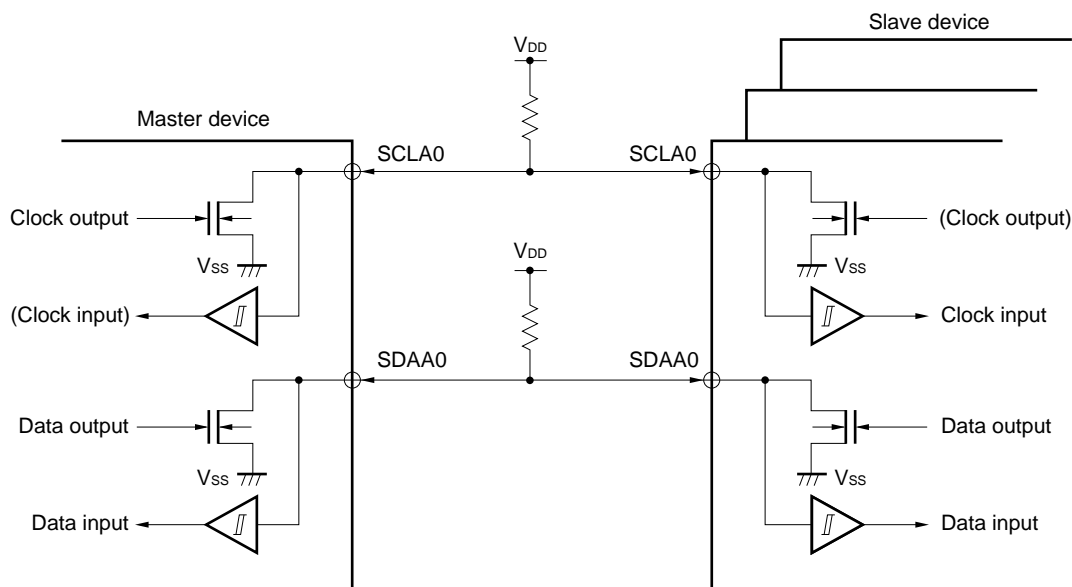 Slave device
VDD
Master device
SCLA0 SCLA0
Clock output (Clock output)
VSS VSS
VDD
(Clock input) Clock input
SDAA0 SDAA0
Data output Data output
VSS VSS
Data input Data input